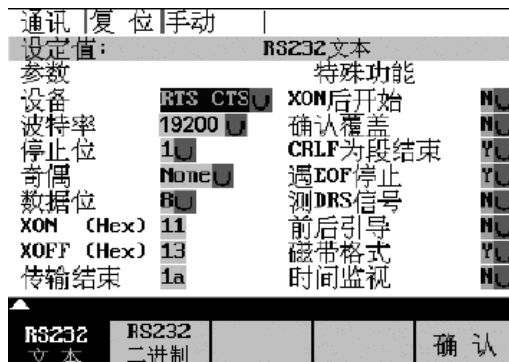 通讯 复 位 手动
设定值: RS232文本
参数 特殊功能
设备 RTS CTS XON后开始 N
波特率 19200 确认覆盖 N
停止位 1 CRLF为段结束 Y
奇偶 None 遇EOF停止 Y
数据位 8 测DRS信号 N
XON (Hex) 11 前后引导 N
XOFF (Hex) 13 磁带格式 Y
传输结束 1a 时间监视 N
RS232 文 本
RS232 二进制
确 认